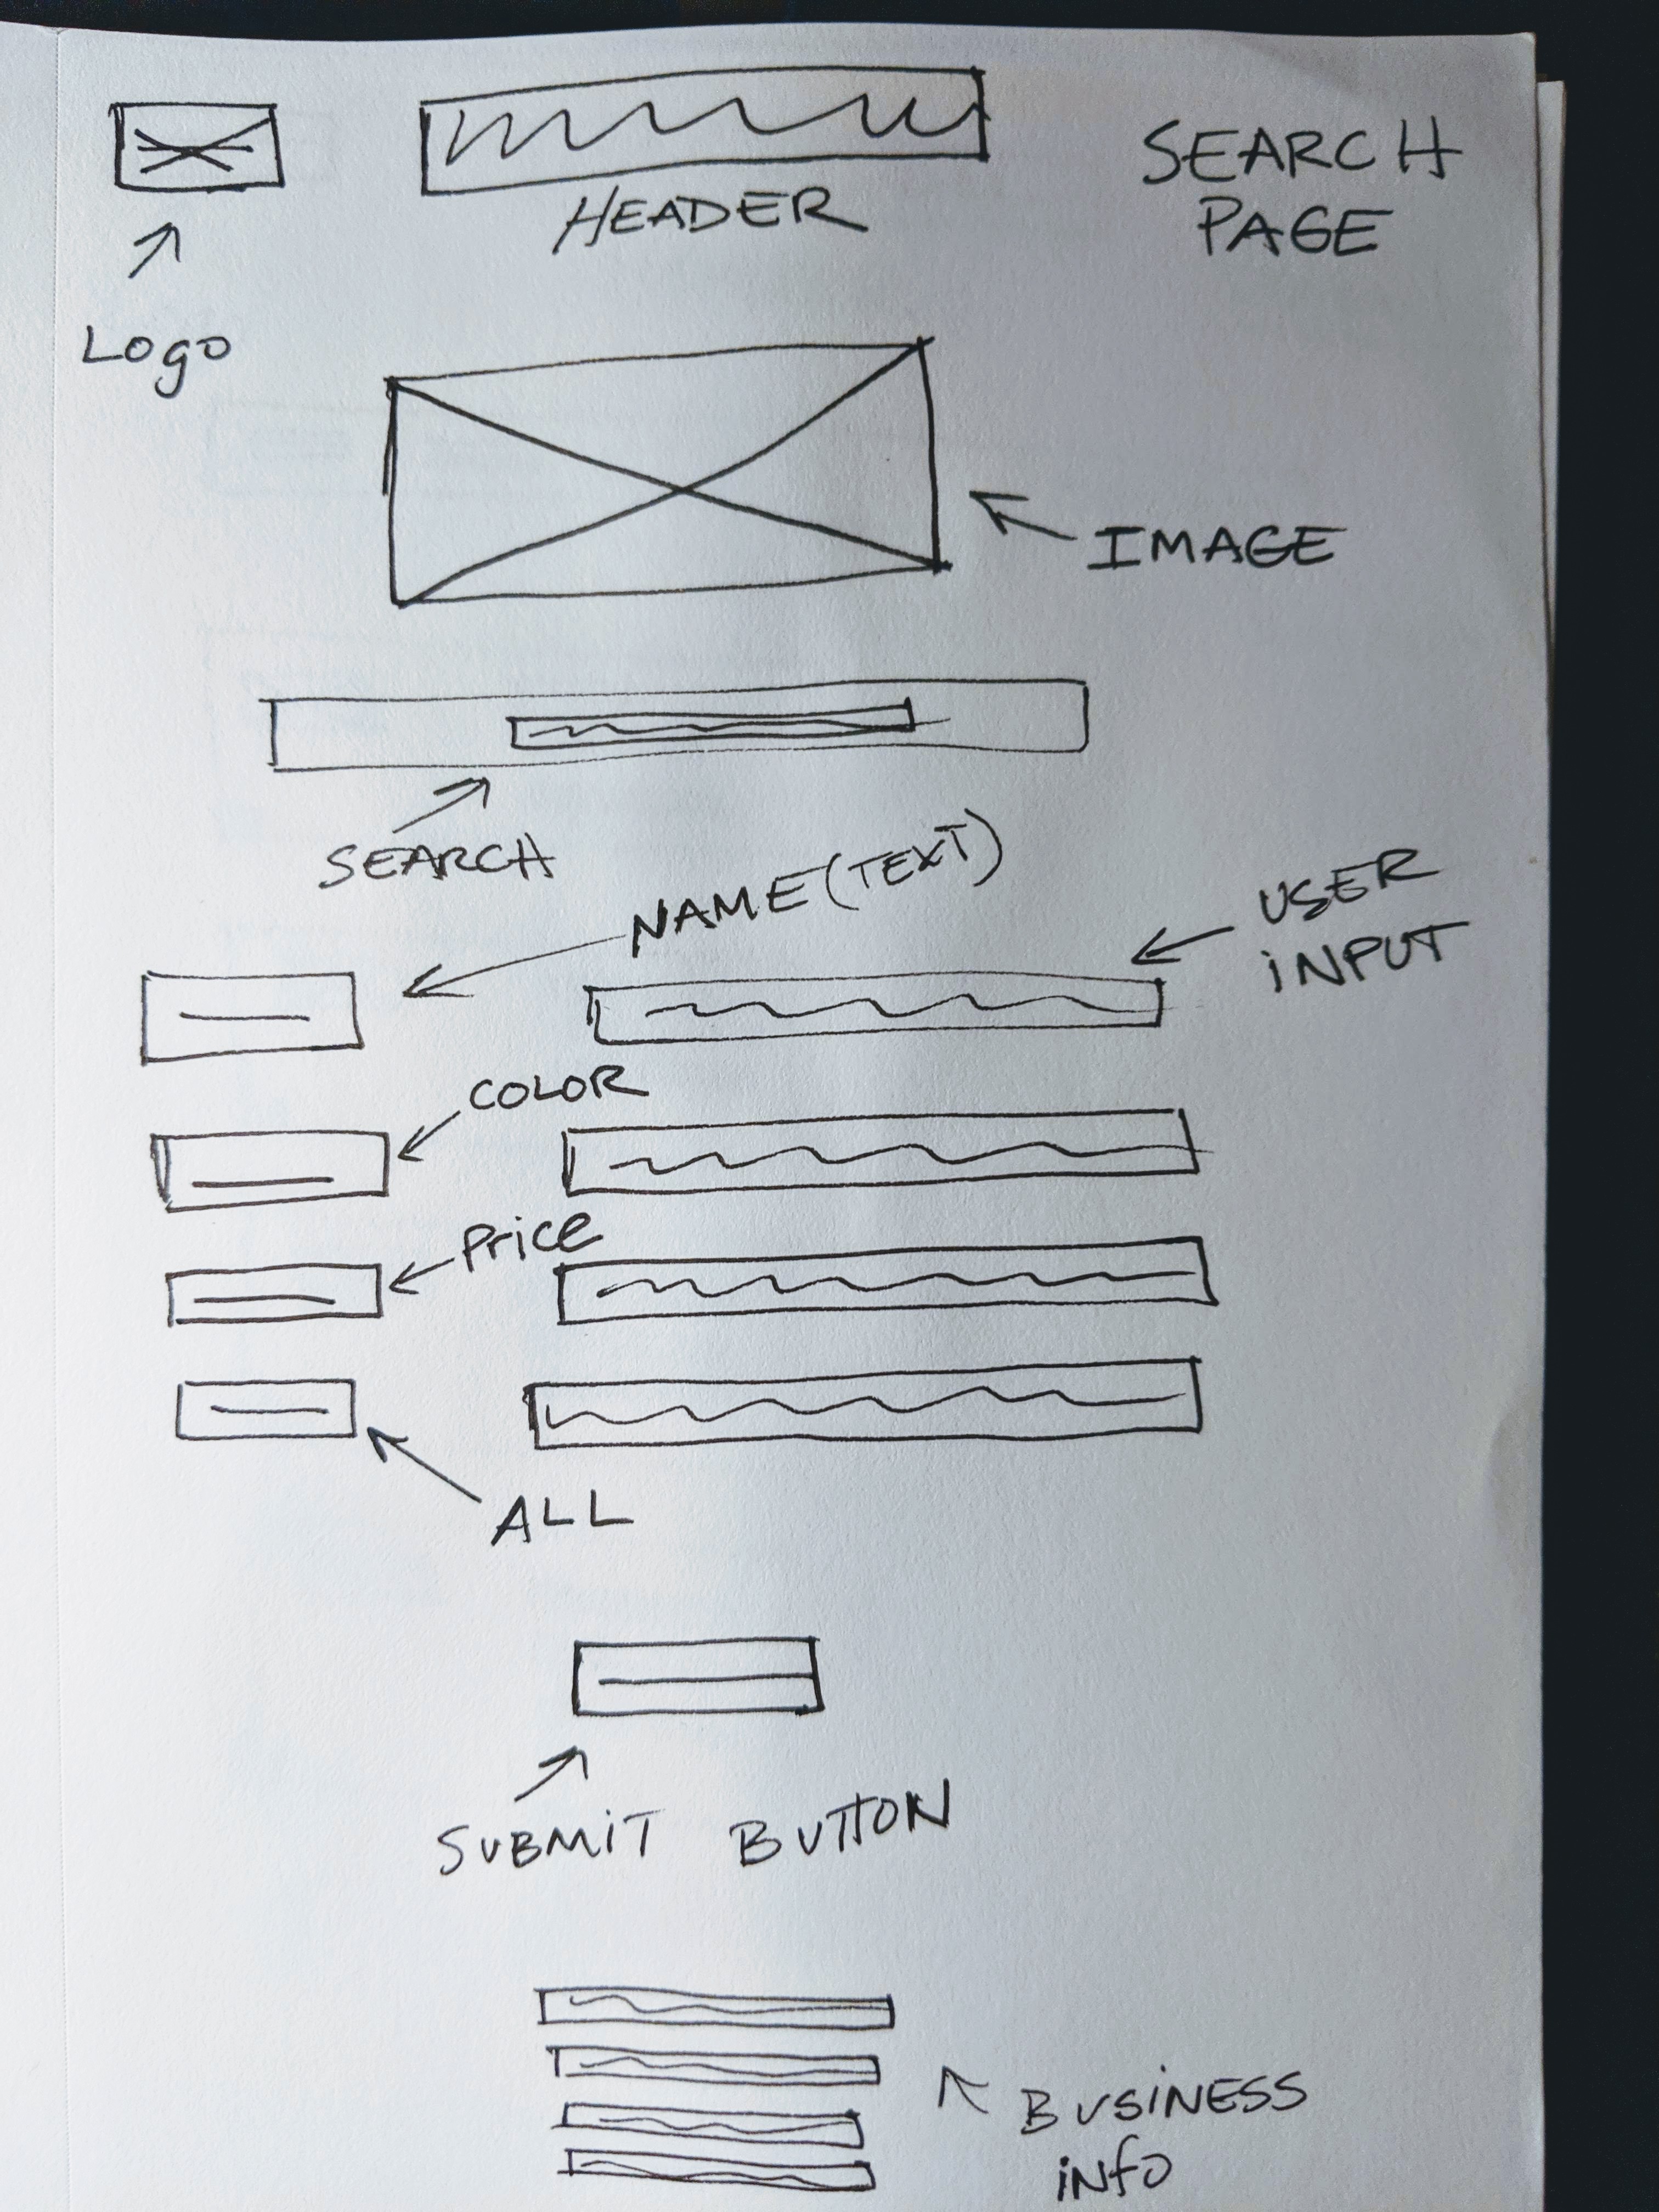 HEADER
SEARCH
PAGE
Logo
IMAGE
SEARCH
NAME (TEXT)
USER
INPUT
COLOR
Price
ALL
SUBMIT BUTTON
BUSINESS
info